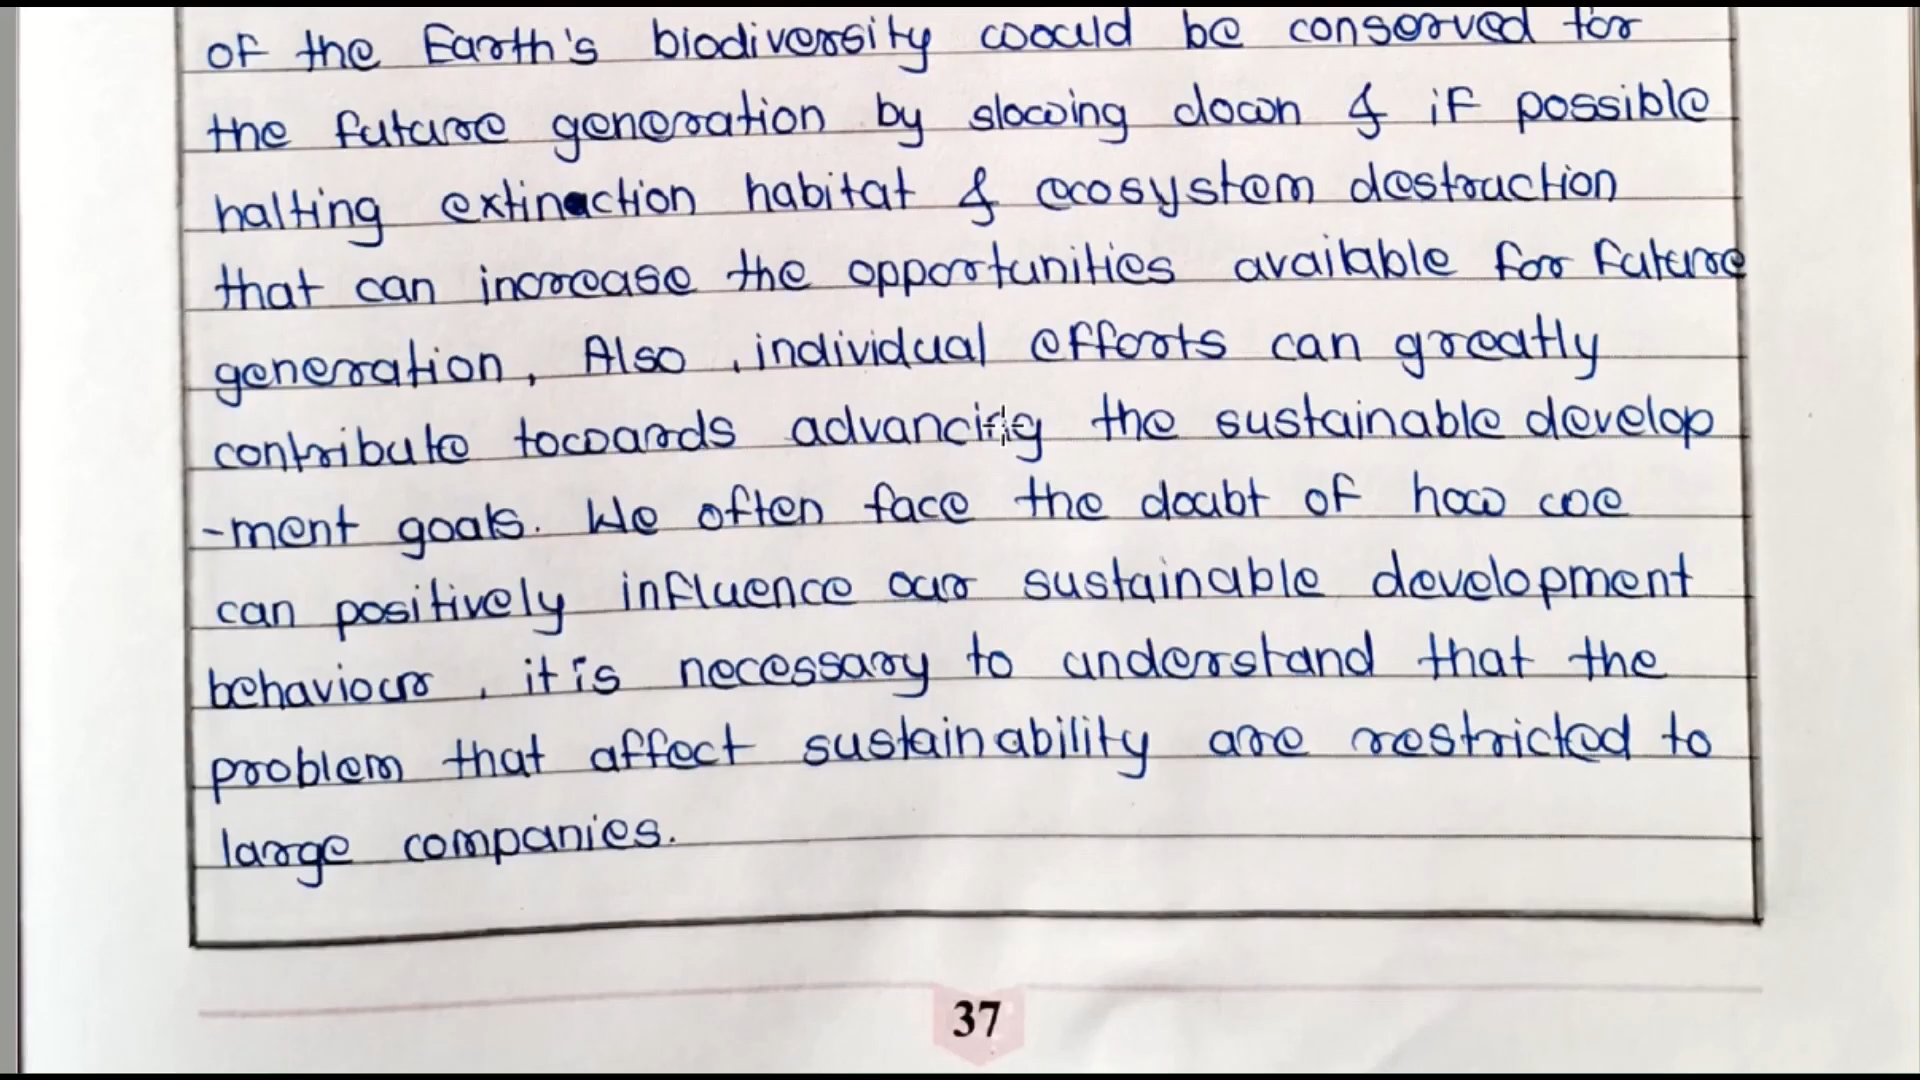 of the Earth's biodiversity would be conserved for
the future generation by slowing down & if possible
halting extinction habitat & ecosystem destruction
that can increase the opportunities available for future
generation, Also, individual efforts can greatly
contribute towards advancing the sustainable develop
-ment goals. We often face the doubt of how we
can positively influence our sustainable development
behaviour, it is necessary to understand that the
problem that affect sustainability are restricted to
large companies.
37